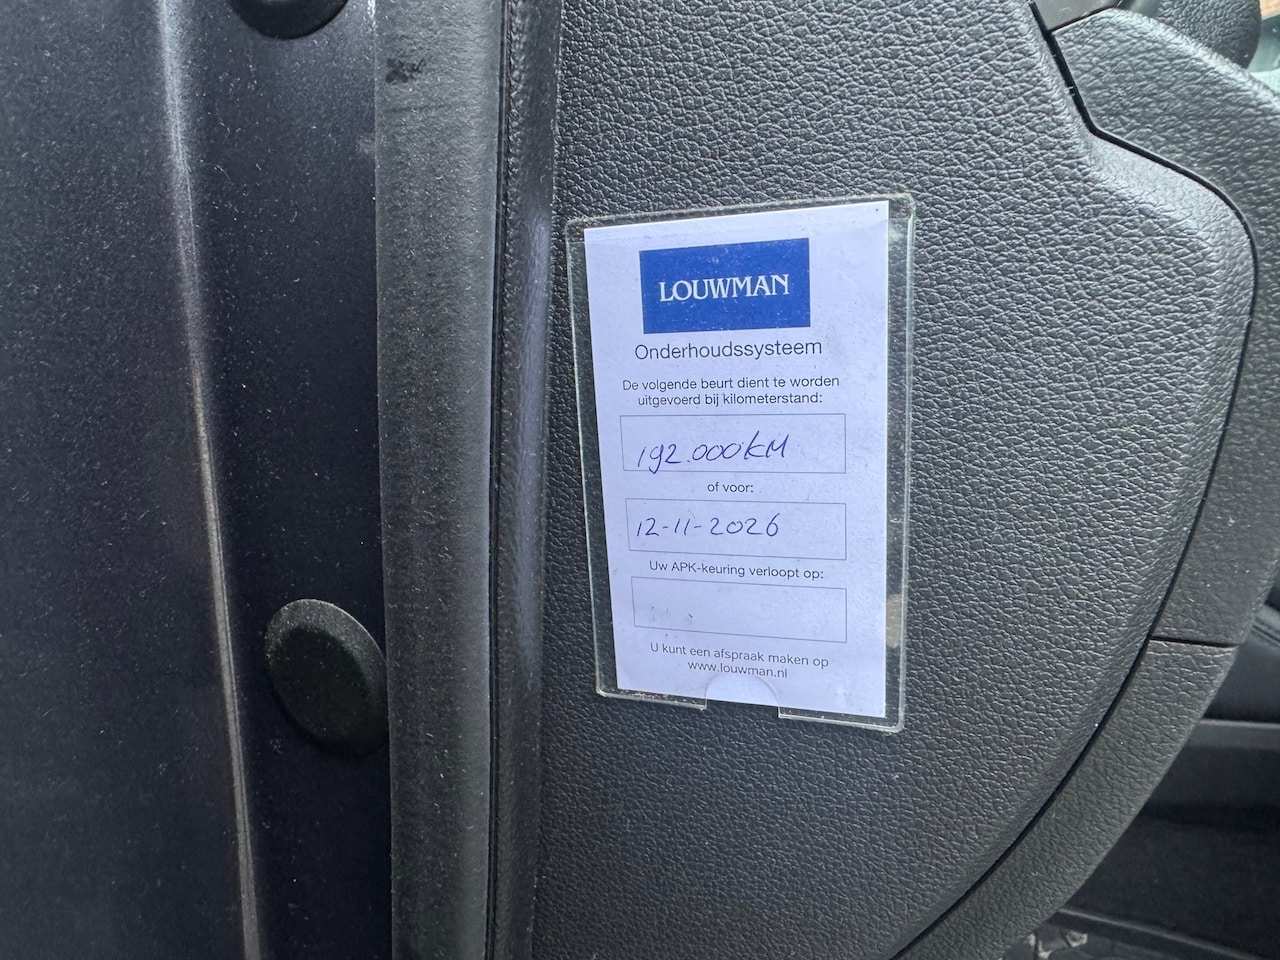 LOUWMAN
Onderhoudssysteem
De volgende beurt dient te worden
uitgevoerd bij kilometerstand:
192.000KM
of voor:
12-11-2026
Uw APK-keuring verloopt op:
U kunt een afspraak maken op
www.louwman.nl